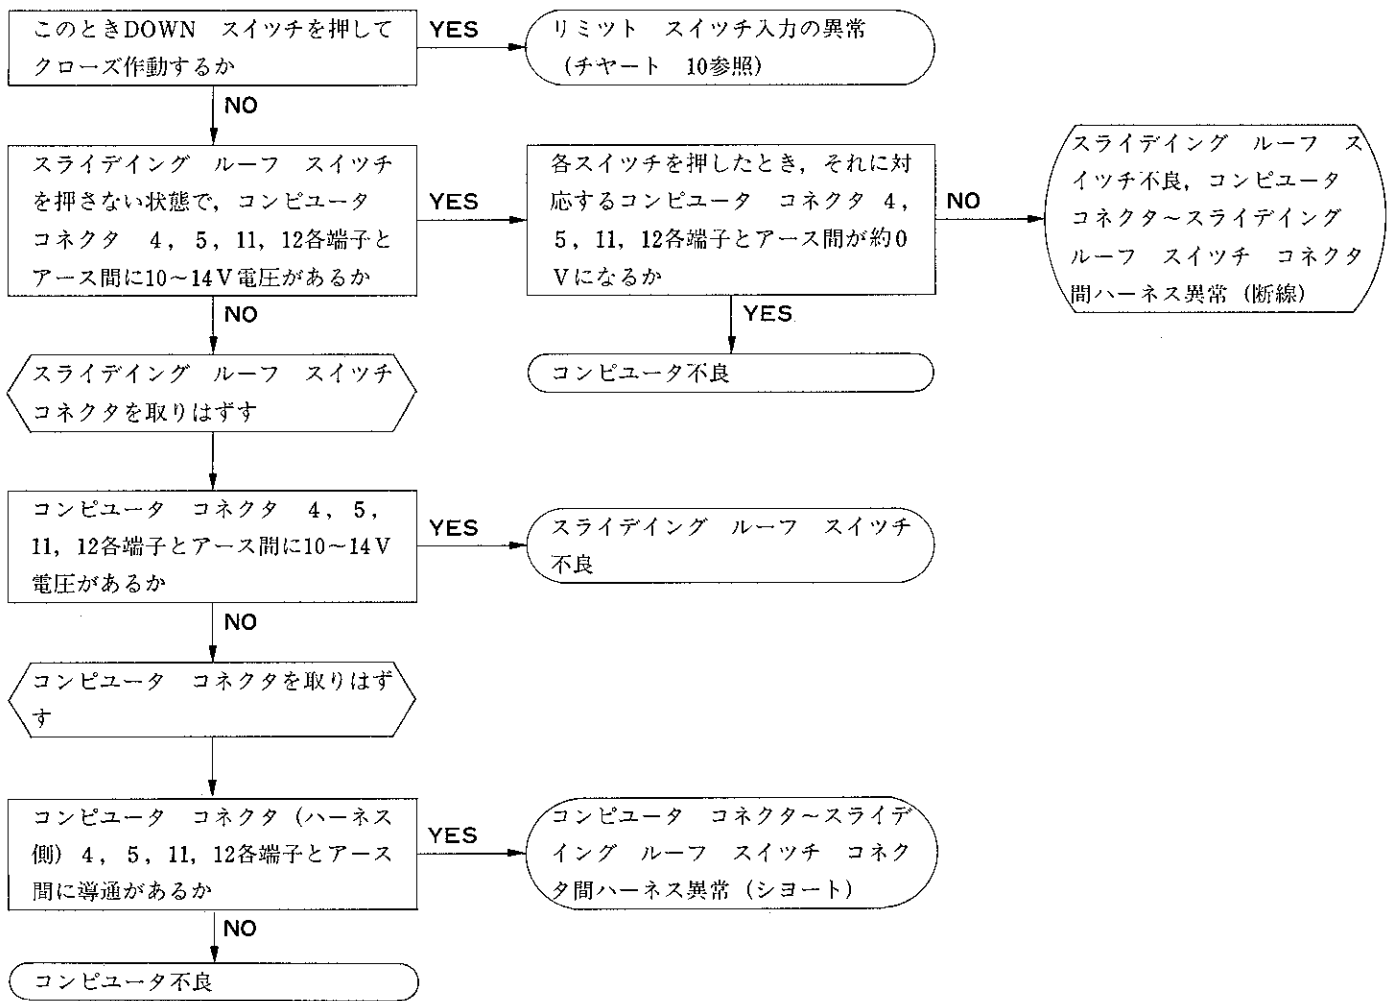 このときDOWN スイツチを押して
クローズ作動するか
YES
リミツト スイツチ入力の異常
(チヤート 10参照)
NO
スライデイング ルーフ スイツチ
を押さない状態で，コンピユータ
コネクタ 4，5，11，12各端子と
アース間に10～14V電圧があるか
YES
各スイツチを押したとき，それに対
応するコンピユータ コネクタ 4，
5，11，12各端子とアース間が約0
Vになるか
NO
スライデイング ルーフ ス
イツチ不良，コンピユータ
コネクタ～スライデイング
ルーフ スイツチ コネクタ
間ハーネス異常 (断線)
YES
コンピユータ不良
NO
スライデイング ルーフ スイツチ
コネクタを取りはずす
コンピユータ コネクタ 4，5，
11，12各端子とアース間に10～14V
電圧があるか
YES
スライデイング ルーフ スイツチ
不良
NO
コンピユータ コネクタを取りはず
す
コンピユータ コネクタ (ハーネス
側) 4，5，11，12各端子とアース
間に導通があるか
YES
コンピユータ コネクタ～スライデ
イング ルーフ スイツチ コネク
タ間ハーネス異常 (シヨート)
NO
コンピユータ不良